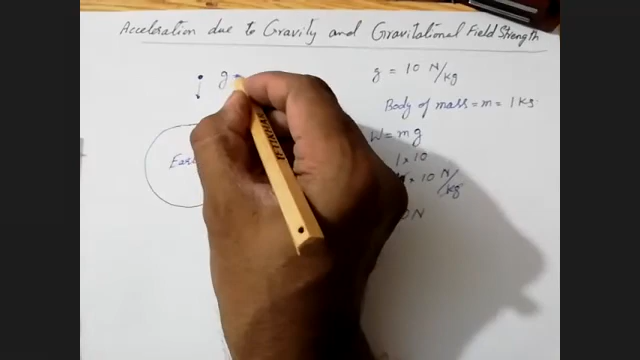 Acceleration due to Gravity and Gravitational Field Strength
g
g = 10 N/kg
Body of mass = m = 1 Kg.
W = mg
1 x 10
x 10 N/kg
N